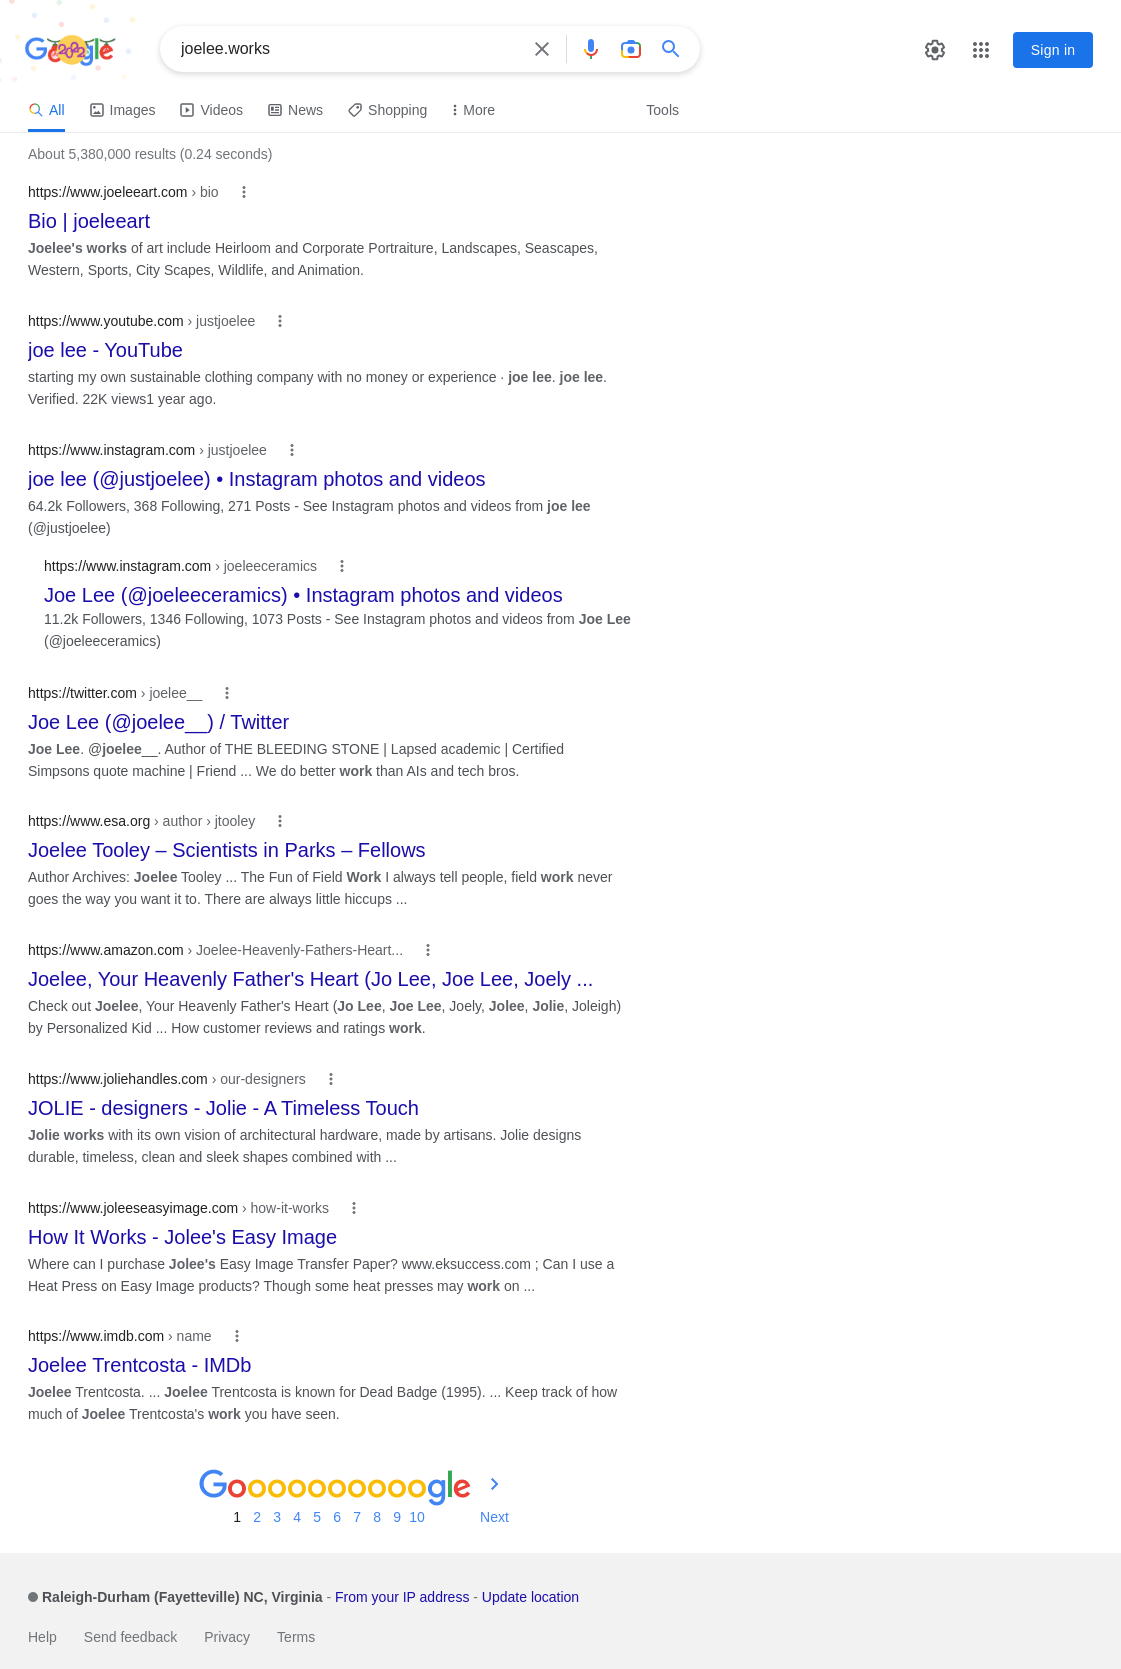 Google
joelee.works
Sign in
All Images Videos News Shopping More Tools
About 5,380,000 results (0.24 seconds)
https://www.joeleeart.com › bio
Bio | joeleeart
Joelee's works of art include Heirloom and Corporate Portraiture, Landscapes, Seascapes,
Western, Sports, City Scapes, Wildlife, and Animation.
https://www.youtube.com › justjoelee
joe lee - YouTube
starting my own sustainable clothing company with no money or experience · joe lee. joe lee.
Verified. 22K views1 year ago.
https://www.instagram.com › justjoelee
joe lee (@justjoelee) • Instagram photos and videos
64.2k Followers, 368 Following, 271 Posts - See Instagram photos and videos from joe lee
(@justjoelee)
https://www.instagram.com › joeleeceramics
Joe Lee (@joeleeceramics) • Instagram photos and videos
11.2k Followers, 1346 Following, 1073 Posts - See Instagram photos and videos from Joe Lee
(@joeleeceramics)
https://twitter.com › joelee__
Joe Lee (@joelee__) / Twitter
Joe Lee. @joelee__. Author of THE BLEEDING STONE | Lapsed academic | Certified
Simpsons quote machine | Friend ... We do better work than AIs and tech bros.
https://www.esa.org › author › jtooley
Joelee Tooley – Scientists in Parks – Fellows
Author Archives: Joelee Tooley ... The Fun of Field Work I always tell people, field work never
goes the way you want it to. There are always little hiccups ...
https://www.amazon.com › Joelee-Heavenly-Fathers-Heart...
Joelee, Your Heavenly Father's Heart (Jo Lee, Joe Lee, Joely ...
Check out Joelee, Your Heavenly Father's Heart (Jo Lee, Joe Lee, Joely, Jolee, Jolie, Joleigh)
by Personalized Kid ... How customer reviews and ratings work.
https://www.joliehandles.com › our-designers
JOLIE - designers - Jolie - A Timeless Touch
Jolie works with its own vision of architectural hardware, made by artisans. Jolie designs
durable, timeless, clean and sleek shapes combined with ...
https://www.joleeseasyimage.com › how-it-works
How It Works - Jolee's Easy Image
Where can I purchase Jolee's Easy Image Transfer Paper? www.eksuccess.com ; Can I use a
Heat Press on Easy Image products? Though some heat presses may work on ...
https://www.imdb.com › name
Joelee Trentcosta - IMDb
Joelee Trentcosta. ... Joelee Trentcosta is known for Dead Badge (1995). ... Keep track of how
much of Joelee Trentcosta's work you have seen.
Goooooooooogle
1 2 3 4 5 6 7 8 9 10 Next
Raleigh-Durham (Fayetteville) NC, Virginia - From your IP address - Update location
Help Send feedback Privacy Terms